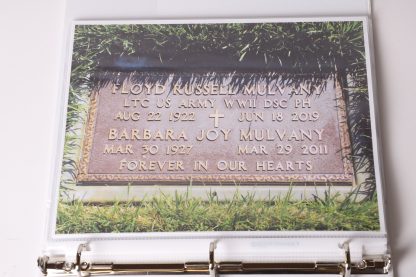 FLOYD RUSSELL MULVANY
LTC US ARMY WWII DSC PH
AUG 22 1922 ✝ JUN 16 2019
BARBARA JOY MULVANY
MAR 30 1927 MAR 29 2011
FOREVER IN OUR HEARTS